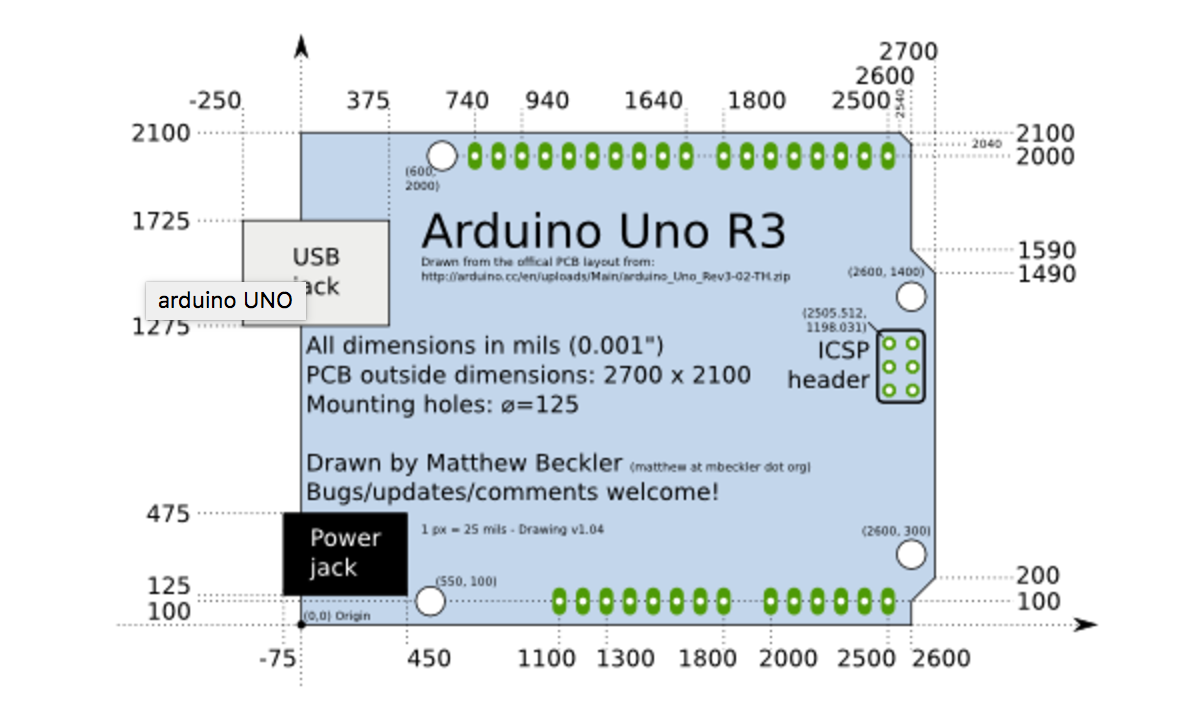 2700
2600
-250 375 740 940 1640 1800 2500 2540
2100 2100
2040
2000
(600,
2000)
1725
Arduino Uno R3
Drawn from the offical PCB layout from:
http://arduino.cc/en/uploads/Main/arduino_Uno_Rev3-02-TH.zip
1590
1490
(2600, 1400)
USB
jack
arduino UNO
1275
(2505.512,
1198.031)
ICSP
header
All dimensions in mils (0.001")
PCB outside dimensions: 2700 x 2100
Mounting holes: ⌀=125
Drawn by Matthew Beckler (matthew at mbeckler dot org)
Bugs/updates/comments welcome!
475
1 px = 25 mils - Drawing v1.04
(2600, 300)
Power
jack
125
100
(550, 100)
200
100
(0,0) Origin
-75 450 1100 1300 1800 2000 2500 2600